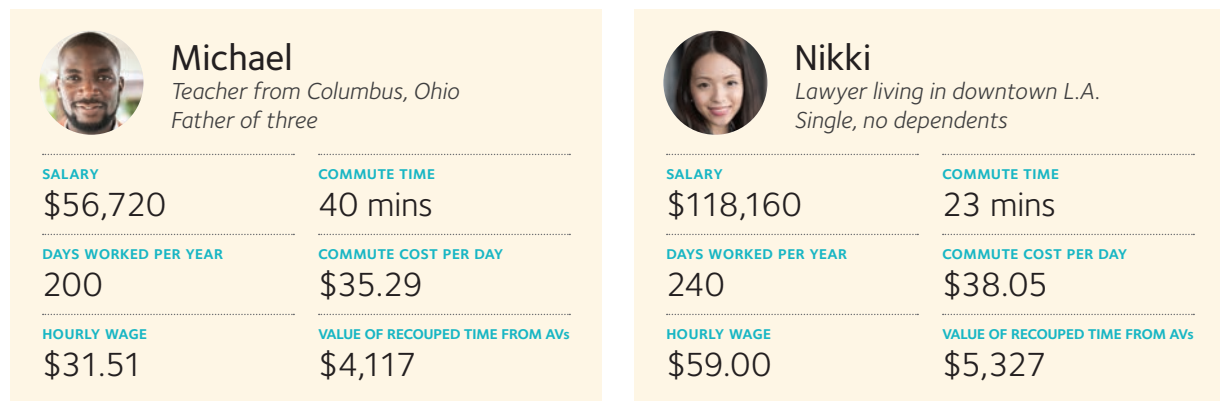 Michael
Teacher from Columbus, Ohio
Father of three
SALARY
$56,720
COMMUTE TIME
40 mins
DAYS WORKED PER YEAR
200
COMMUTE COST PER DAY
$35.29
HOURLY WAGE
$31.51
VALUE OF RECOUPED TIME FROM AVs
$4,117
Nikki
Lawyer living in downtown L.A.
Single, no dependents
SALARY
$118,160
COMMUTE TIME
23 mins
DAYS WORKED PER YEAR
240
COMMUTE COST PER DAY
$38.05
HOURLY WAGE
$59.00
VALUE OF RECOUPED TIME FROM AVs
$5,327